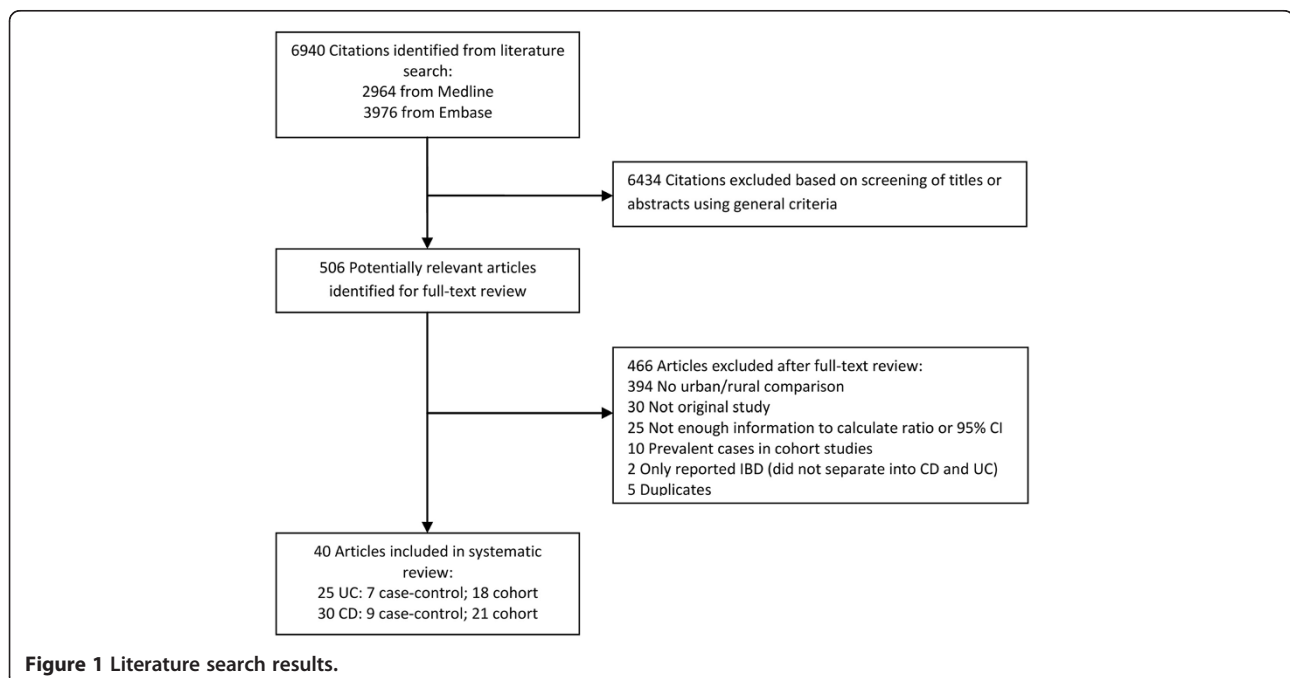 6940 Citations identified from literature
search:
2964 from Medline
3976 from Embase
6434 Citations excluded based on screening of titles or
abstracts using general criteria
506 Potentially relevant articles
identified for full-text review
466 Articles excluded after full-text review:
394 No urban/rural comparison
30 Not original study
25 Not enough information to calculate ratio or 95% CI
10 Prevalent cases in cohort studies
2 Only reported IBD (did not separate into CD and UC)
5 Duplicates
40 Articles included in systematic
review:
25 UC: 7 case-control; 18 cohort
30 CD: 9 case-control; 21 cohort
Figure 1 Literature search results.